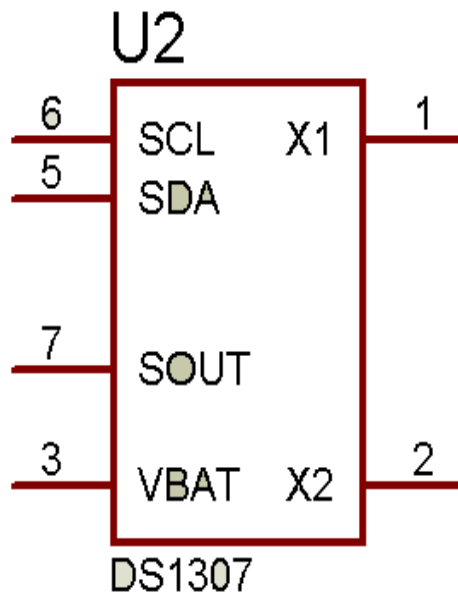 U2
6 SCL X1 1
5 SDA
7 SOUT
3 VBAT X2 2
DS1307